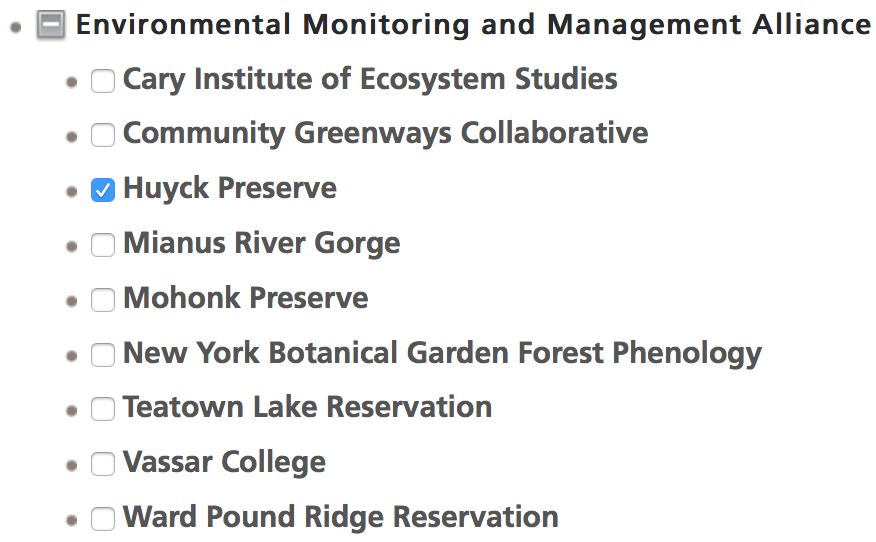 Environmental Monitoring and Management Alliance
Cary Institute of Ecosystem Studies
Community Greenways Collaborative
Huyck Preserve
Mianus River Gorge
Mohonk Preserve
New York Botanical Garden Forest Phenology
Teatown Lake Reservation
Vassar College
Ward Pound Ridge Reservation